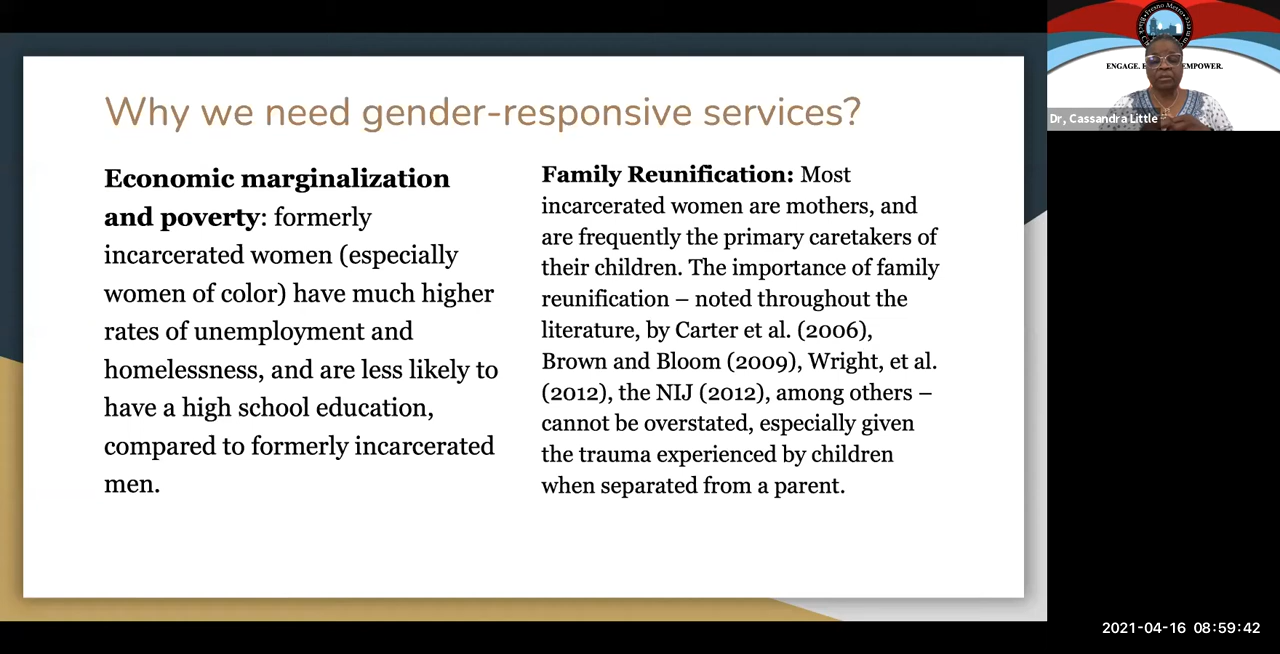 Why we need gender-responsive services?
Economic marginalization
and poverty: formerly
incarcerated women (especially
women of color) have much higher
rates of unemployment and
homelessness, and are less likely to
have a high school education,
compared to formerly incarcerated
men.
Family Reunification: Most
incarcerated women are mothers, and
are frequently the primary caretakers of
their children. The importance of family
reunification – noted throughout the
literature, by Carter et al. (2006),
Brown and Bloom (2009), Wright, et al.
(2012), the NIJ (2012), among others –
cannot be overstated, especially given
the trauma experienced by children
when separated from a parent.
Fresno Metro
ENGAGE. EMPOWER.
Dr, Cassandra Little
2021-04-16 08:59:42